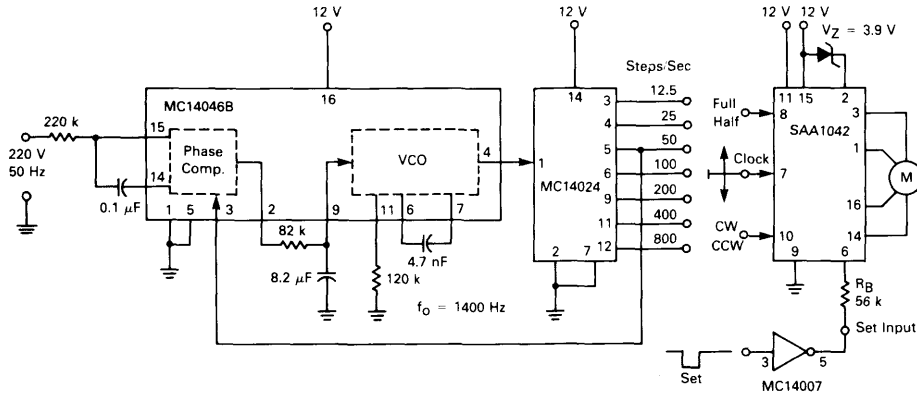 12 V
12 V
12 V
12 V
V_Z = 3.9 V
MC14046B
16
220 k
15
Phase
Comp.
VCO
4
220 V
50 Hz
14
0.1 µF
1
5
3
2
9
11
6
7
82 k
8.2 µF
120 k
4.7 nF
f_o = 1400 Hz
14
1
MC14024
2
7
Steps/Sec
3
12.5
4
25
5
50
6
100
9
200
11
400
12
800
Full
Half
8
Clock
7
CW
CCW
10
11
15
2
SAA1042
3
1
16
14
9
6
M
R_B
56 k
Set Input
Set
3
5
MC14007